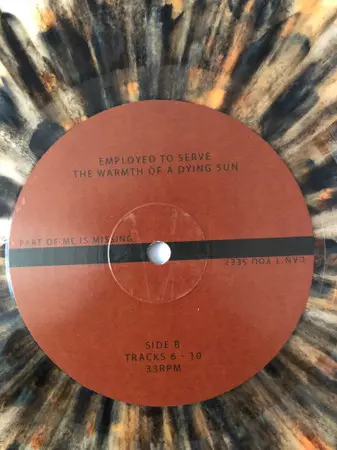 EMPLOYED TO SERVE
THE WARMTH OF A DYING SUN
PART OF ME IS MISSING
CAN'T YOU SEE?
SIDE B
TRACKS 6 - 10
33RPM